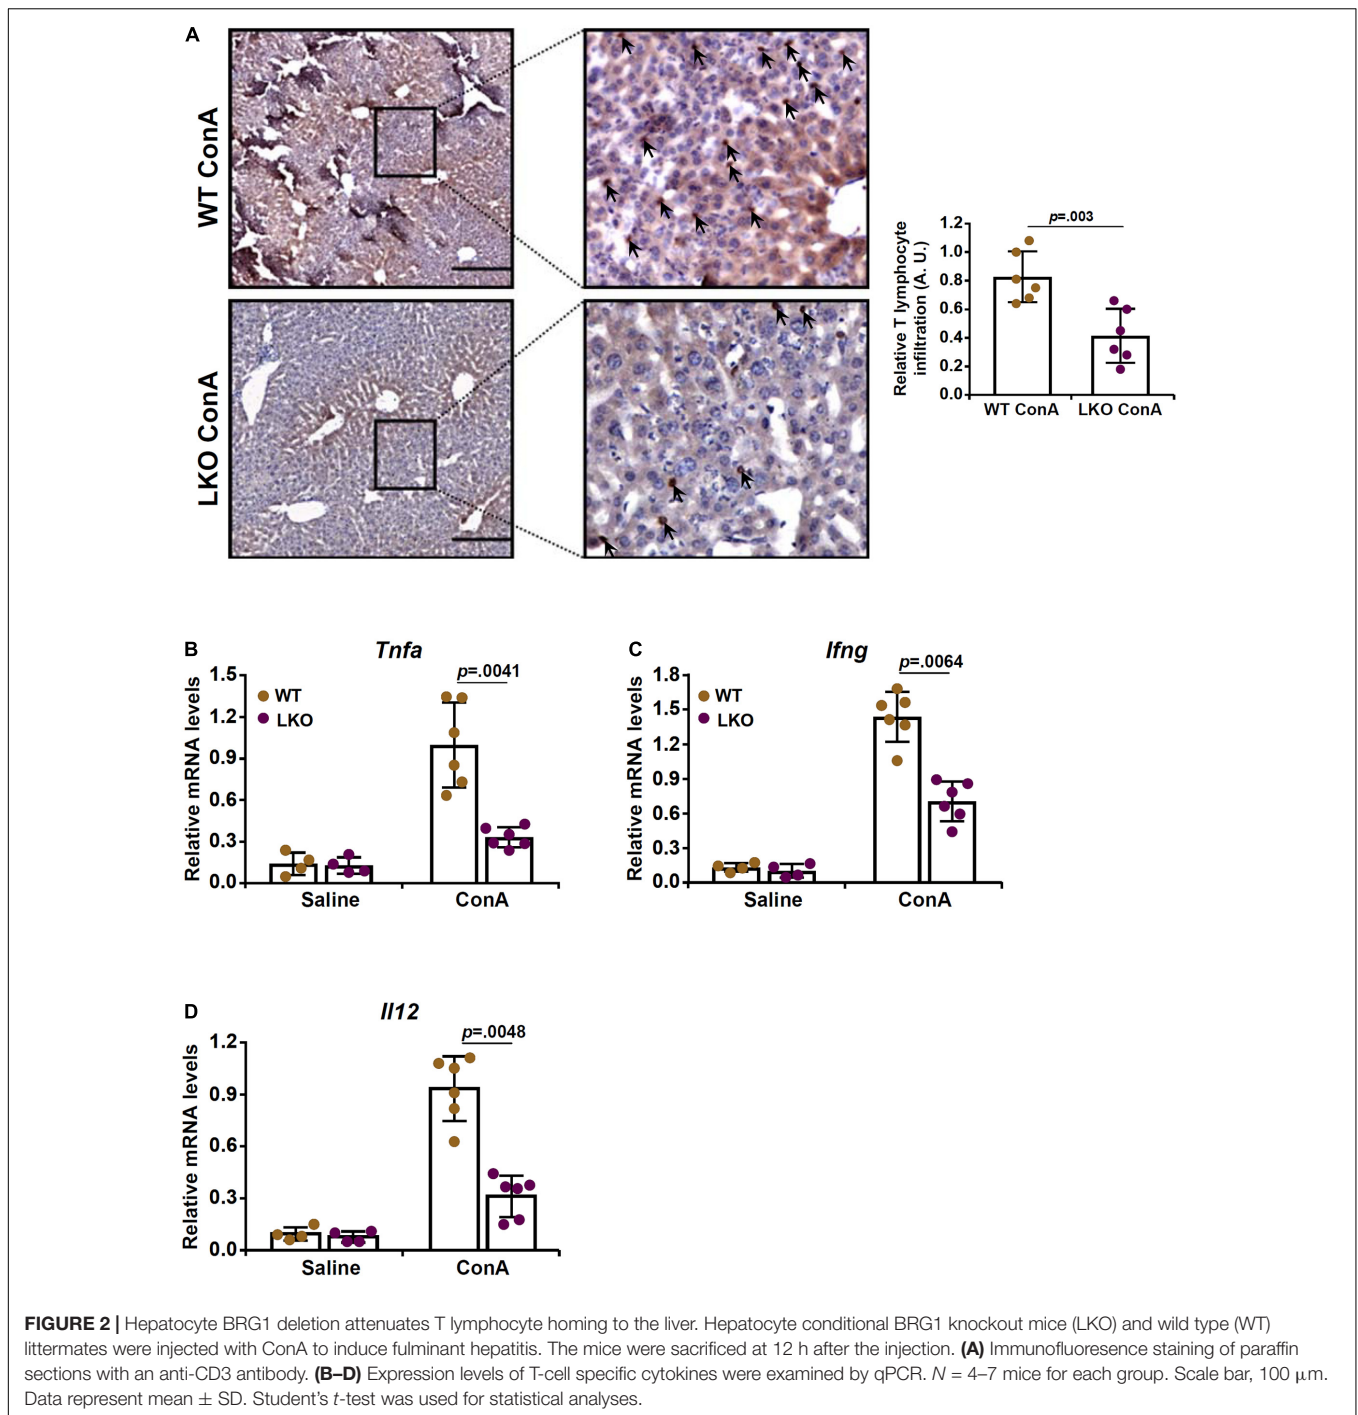 A
WT ConA
LKO ConA
Relative T lymphocyte
infiltration (A. U.)
1.2
1.0
0.8
0.6
0.4
0.2
0.0
p=.003
WT ConA LKO ConA
B
Tnfa
Relative mRNA levels
1.5
1.2
0.9
0.6
0.3
0.0
WT
LKO
p=.0041
Saline ConA
C
Ifng
Relative mRNA levels
1.8
1.5
1.2
0.9
0.6
0.3
0.0
WT
LKO
p=.0064
Saline ConA
D
Il12
Relative mRNA levels
1.2
0.9
0.6
0.3
0.0
p=.0048
Saline ConA
FIGURE 2 | Hepatocyte BRG1 deletion attenuates T lymphocyte homing to the liver. Hepatocyte conditional BRG1 knockout mice (LKO) and wild type (WT)
littermates were injected with ConA to induce fulminant hepatitis. The mice were sacrificed at 12 h after the injection. (A) Immunofluoresence staining of paraffin
sections with an anti-CD3 antibody. (B–D) Expression levels of T-cell specific cytokines were examined by qPCR. N = 4–7 mice for each group. Scale bar, 100 μm.
Data represent mean ± SD. Student's t-test was used for statistical analyses.